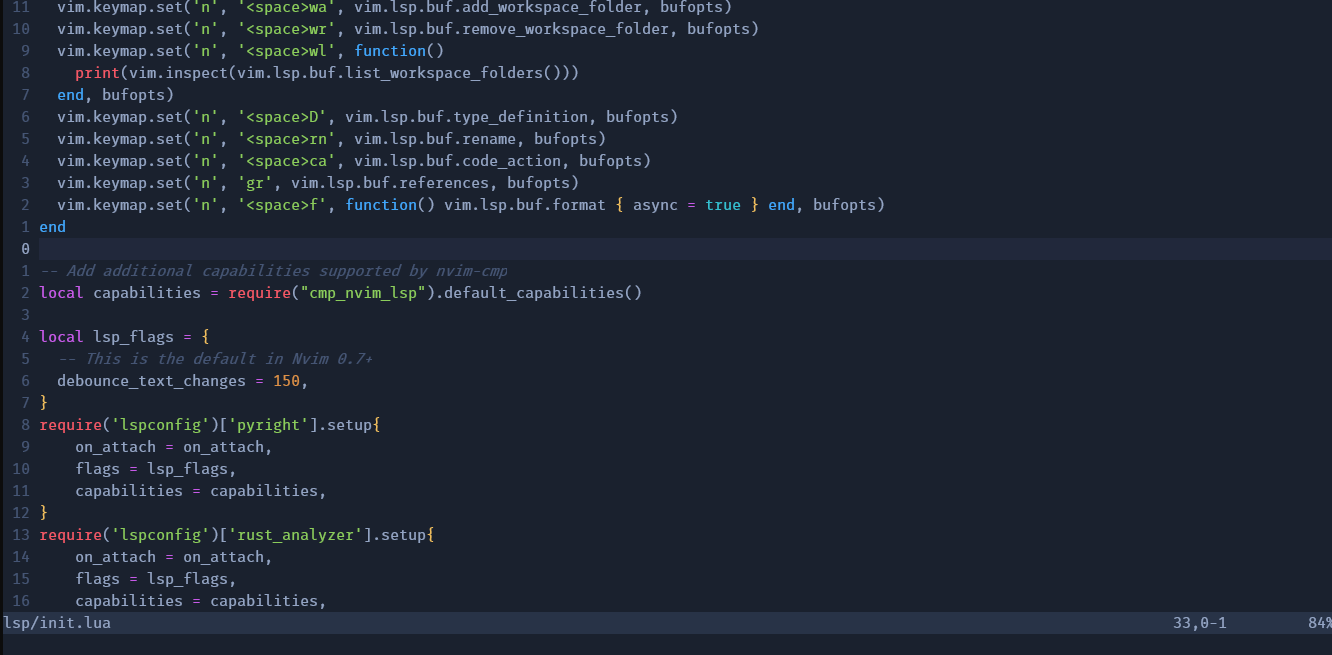 11   vim.keymap.set('n', '<space>wa', vim.lsp.buf.add_workspace_folder, bufopts)
10   vim.keymap.set('n', '<space>wr', vim.lsp.buf.remove_workspace_folder, bufopts)
9   vim.keymap.set('n', '<space>wl', function()
8     print(vim.inspect(vim.lsp.buf.list_workspace_folders()))
7   end, bufopts)
6   vim.keymap.set('n', '<space>D', vim.lsp.buf.type_definition, bufopts)
5   vim.keymap.set('n', '<space>rn', vim.lsp.buf.rename, bufopts)
4   vim.keymap.set('n', '<space>ca', vim.lsp.buf.code_action, bufopts)
3   vim.keymap.set('n', 'gr', vim.lsp.buf.references, bufopts)
2   vim.keymap.set('n', '<space>f', function() vim.lsp.buf.format { async = true } end, bufopts)
1 end
0
1 -- Add additional capabilities supported by nvim-cmp
2 local capabilities = require("cmp_nvim_lsp").default_capabilities()
3
4 local lsp_flags = {
5   -- This is the default in Nvim 0.7+
6   debounce_text_changes = 150,
7 }
8 require('lspconfig')['pyright'].setup{
9     on_attach = on_attach,
10     flags = lsp_flags,
11     capabilities = capabilities,
12 }
13 require('lspconfig')['rust_analyzer'].setup{
14     on_attach = on_attach,
15     flags = lsp_flags,
16     capabilities = capabilities,
lsp/init.lua 33,0-1 84%